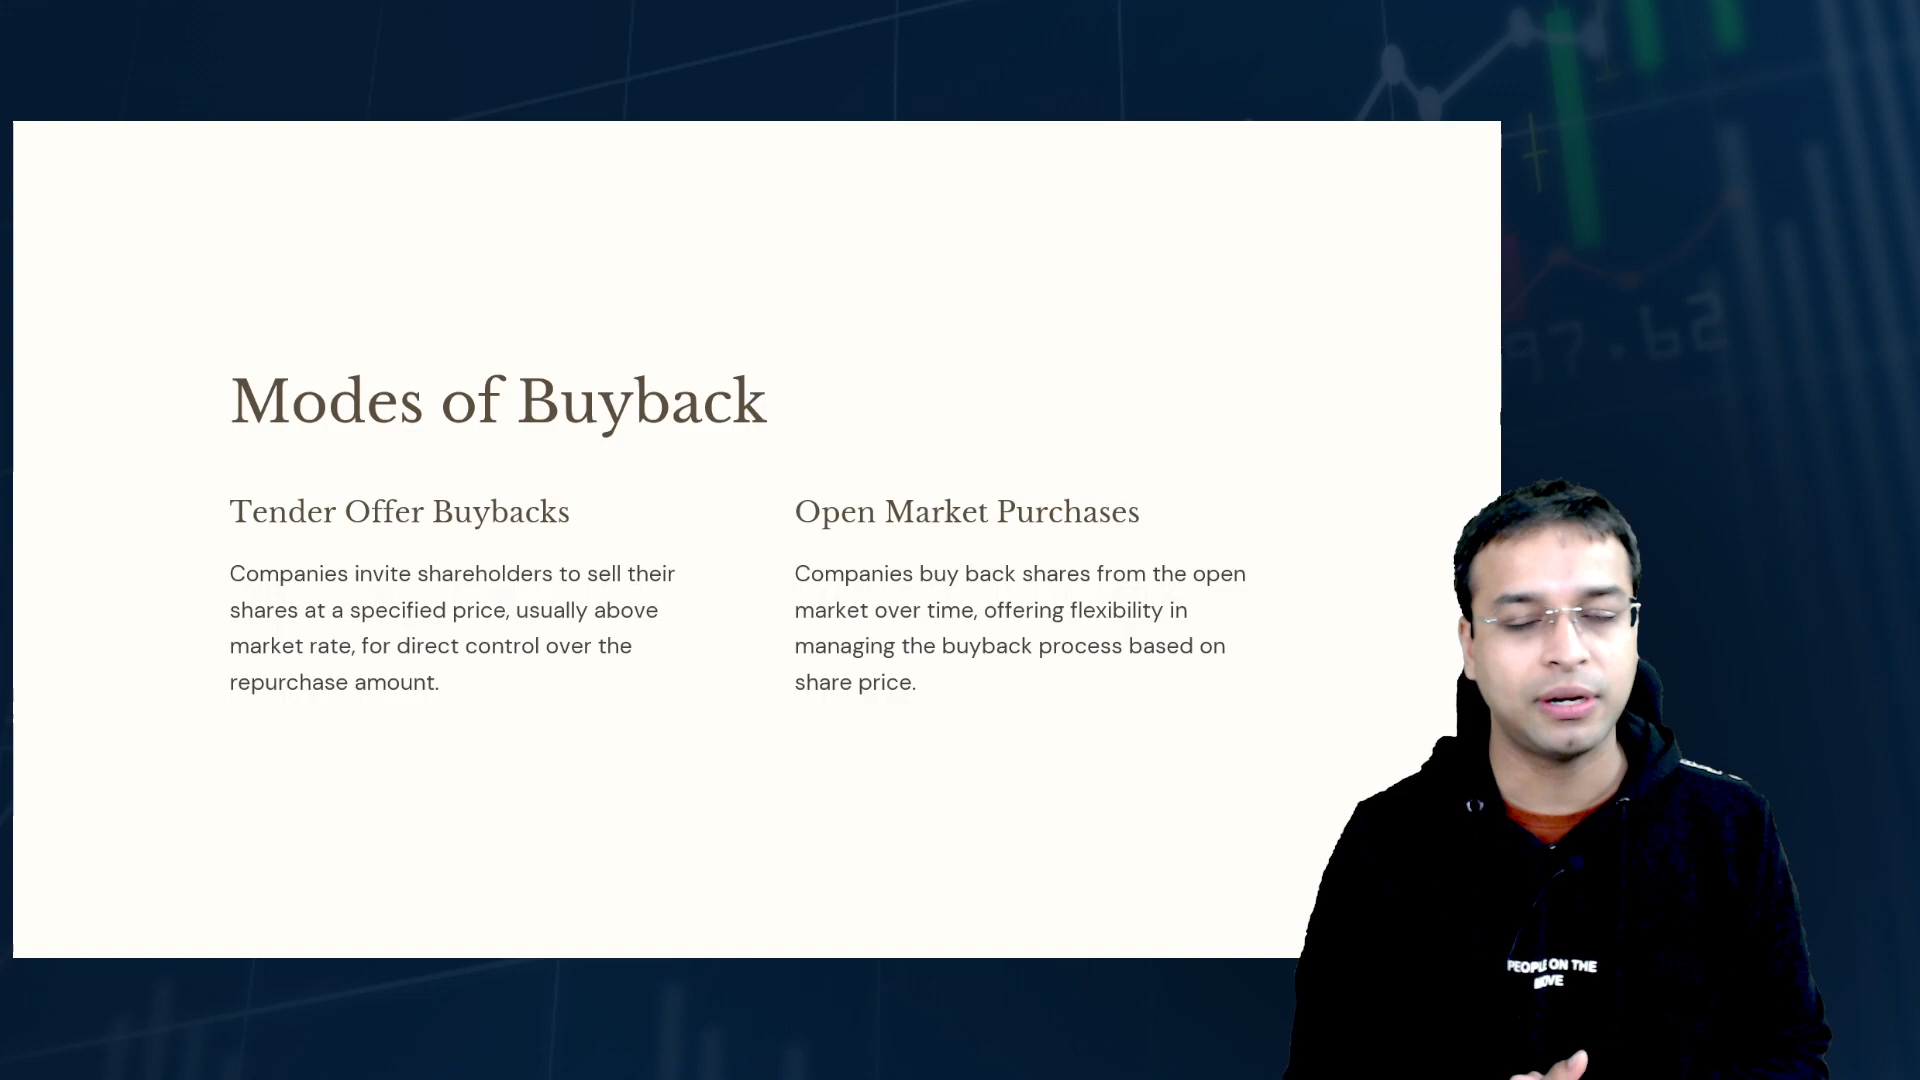 Modes of Buyback
Tender Offer Buybacks
Companies invite shareholders to sell their
shares at a specified price, usually above
market rate, for direct control over the
repurchase amount.
Open Market Purchases
Companies buy back shares from the open
market over time, offering flexibility in
managing the buyback process based on
share price.
97.62
PEOPLE ON THE
MOVE